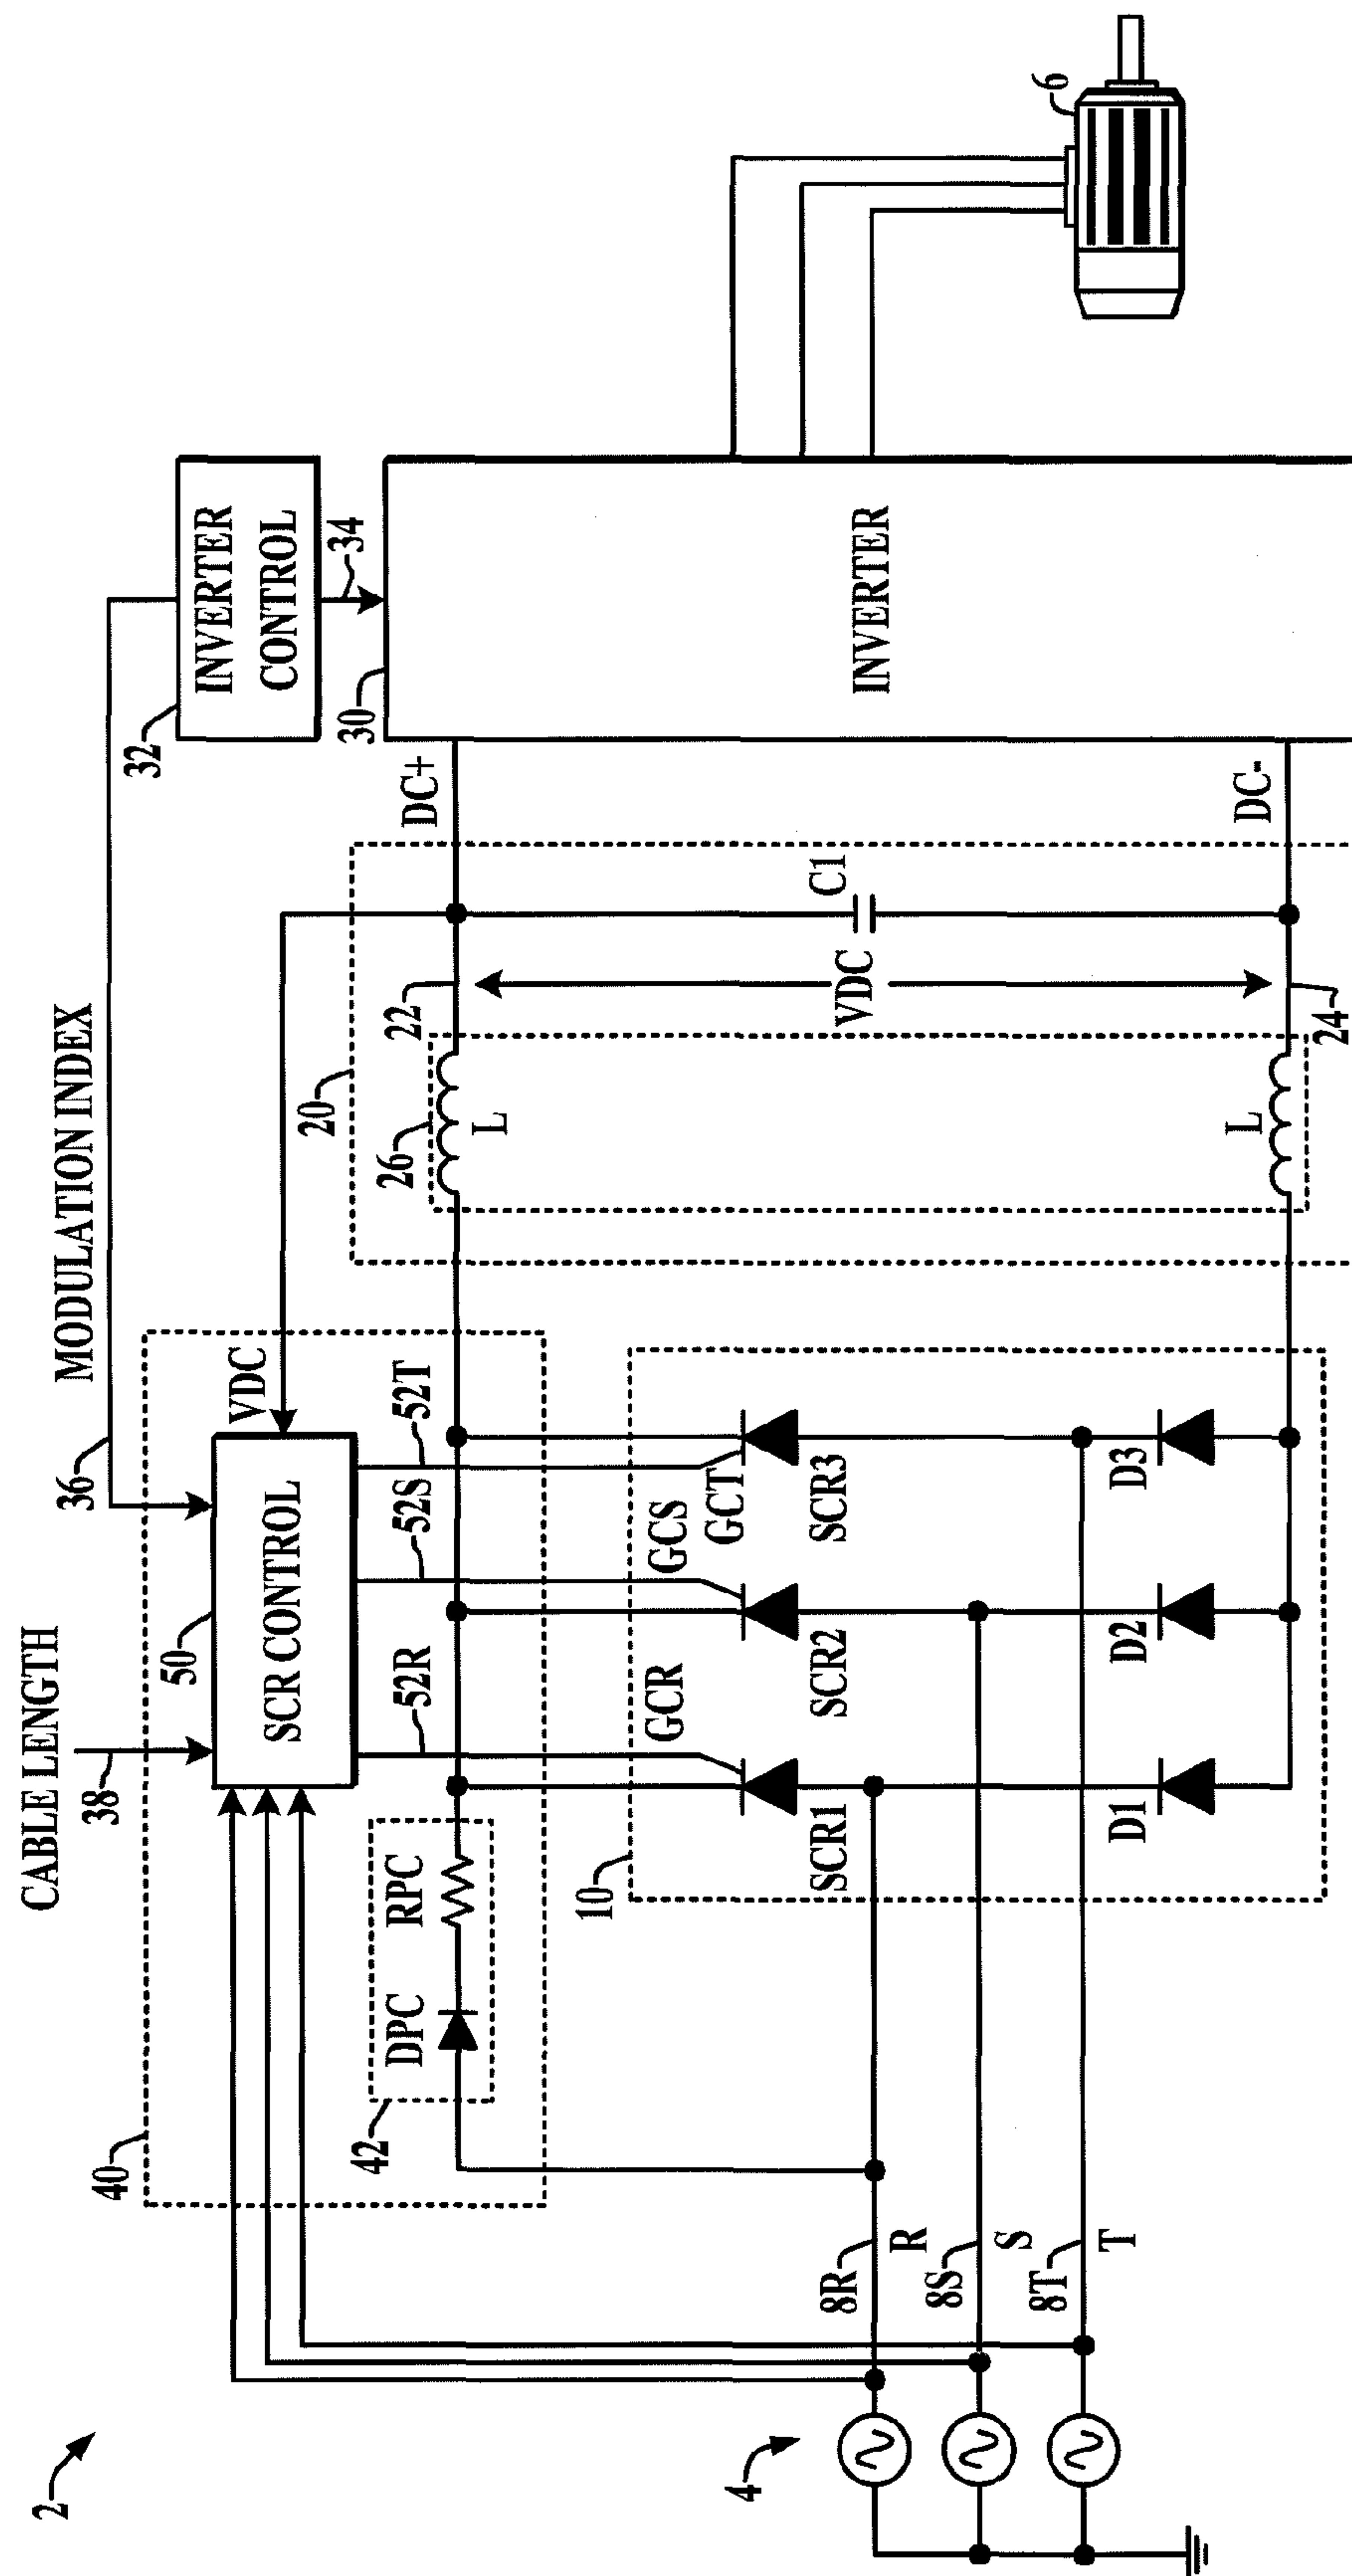 2
CABLE LENGTH
38
MODULATION INDEX
36
40
50
SCR CONTROL
VDC
32
INVERTER
CONTROL
34
20
30
42
DPC
RPC
52R
52S
52T
26
L
22
DC+
10
GCR
GCS
GCT
SCR1
SCR2
SCR3
VDC
C1
INVERTER
6
4
8R
R
8S
S
8T
T
D1
D2
D3
L
24
DC-